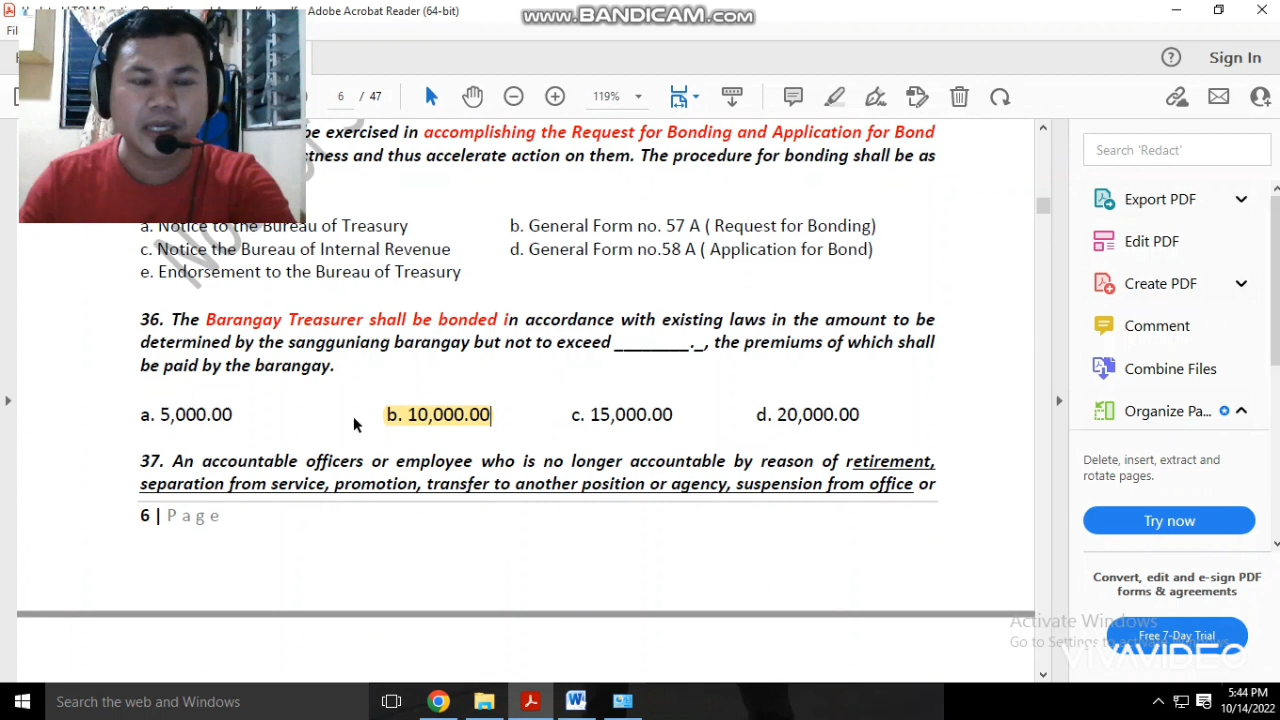 Adobe Acrobat Reader (64-bit)
www.BANDICAM.com
Sign In
6 / 47
119%
be exercised in accomplishing the Request for Bonding and Application for Bond
tness and thus accelerate action on them. The procedure for bonding shall be as
a. Notice to the Bureau of Treasury b. General Form no. 57 A ( Request for Bonding)
c. Notice the Bureau of Internal Revenue d. General Form no.58 A ( Application for Bond)
e. Endorsement to the Bureau of Treasury
36. The Barangay Treasurer shall be bonded in accordance with existing laws in the amount to be
determined by the sangguniang barangay but not to exceed ________._, the premiums of which shall
be paid by the barangay.
a. 5,000.00 b. 10,000.00 c. 15,000.00 d. 20,000.00
37. An accountable officers or employee who is no longer accountable by reason of retirement,
separation from service, promotion, transfer to another position or agency, suspension from office or
6 | Page
Search 'Redact'
Export PDF
Edit PDF
Create PDF
Comment
Combine Files
Organize Pa...
Delete, insert, extract and
rotate pages.
Try now
Convert, edit and e-sign PDF
forms & agreements
Free 7-Day Trial
Activate Windows
Go to Settings to activate Windows.
VIVAVIDEO
Search the web and Windows
5:44 PM
10/14/2022